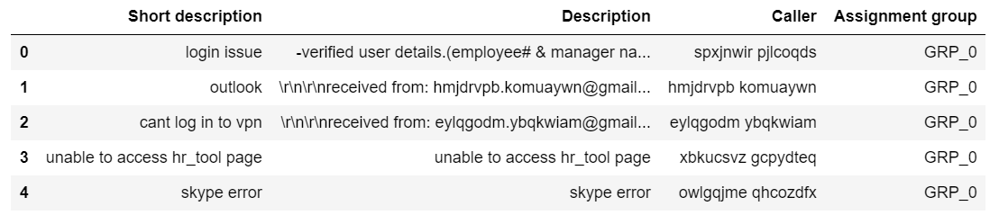 Short description Description Caller Assignment group
0 login issue -verified user details.(employee# & manager na... spxjnwir pjlcoqds GRP_0
1 outlook \r\n\r\nreceived from: hmjdrvpb.komuaywn@gmail... hmjdrvpb komuaywn GRP_0
2 cant log in to vpn \r\n\r\nreceived from: eylqgodm.ybqkwiam@gmail... eylqgodm ybqkwiam GRP_0
3 unable to access hr_tool page unable to access hr_tool page xbkucsvz gcpydteq GRP_0
4 skype error skype error owlgqjme qhcozdfx GRP_0